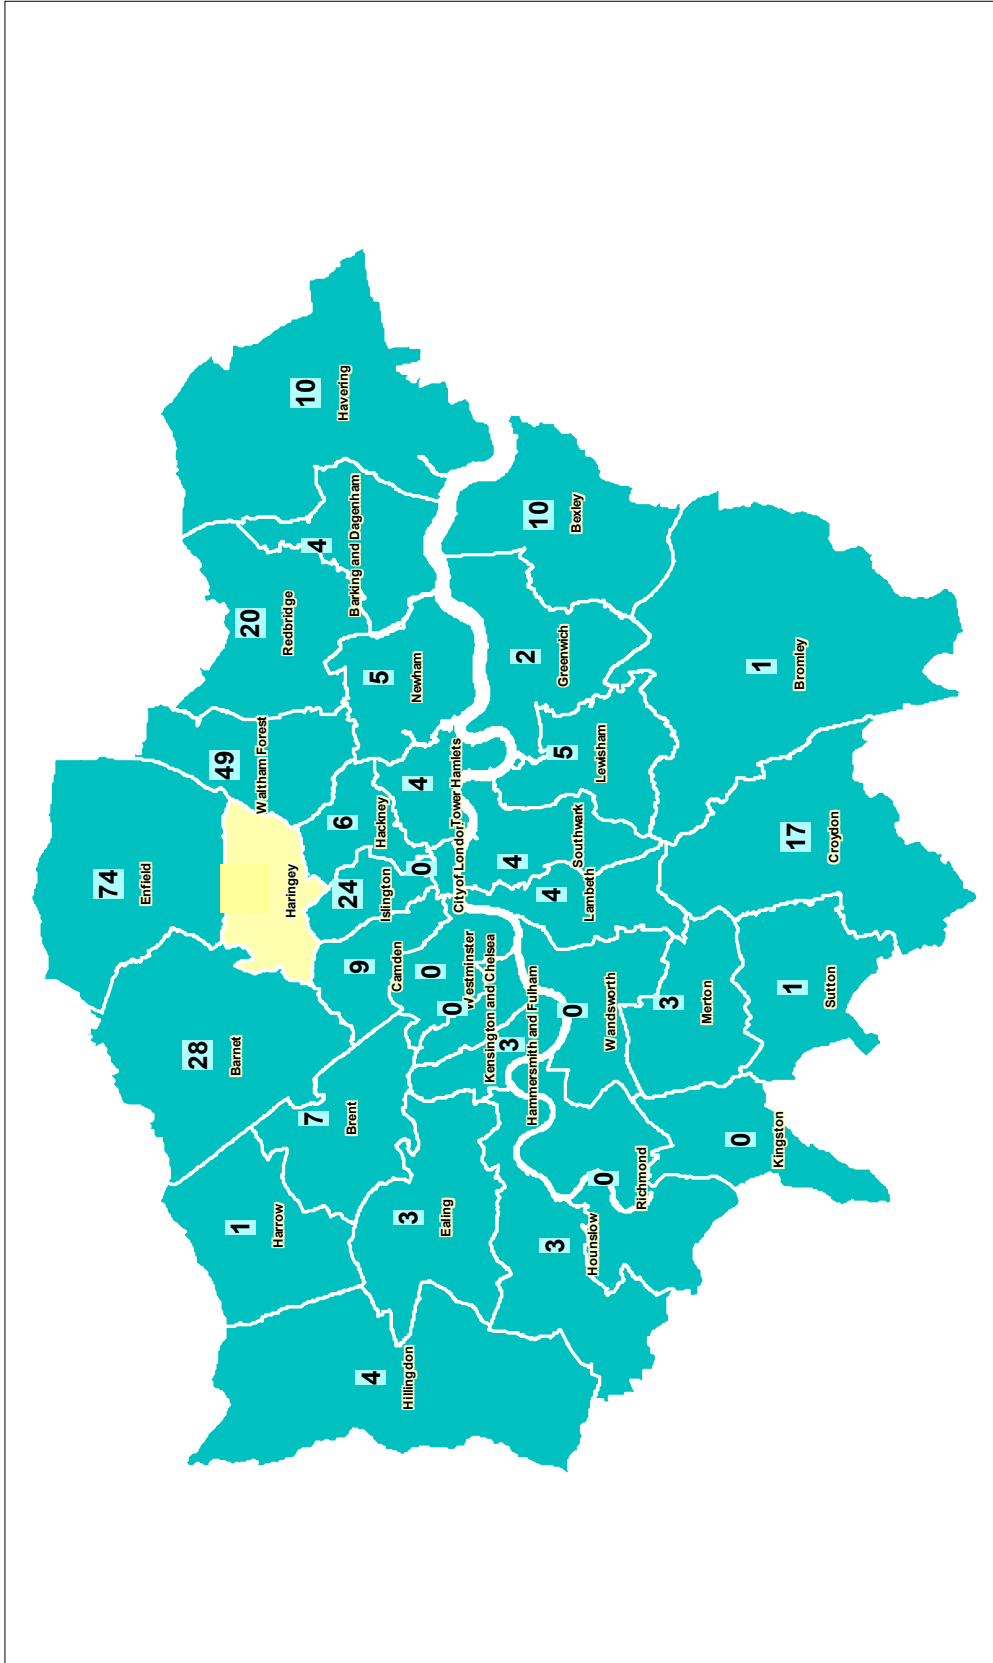 74
Enfield
49
Waltham Forest
28
Barnet
Haringey
20
Redbridge
10
Havering
1
Harrow
7
Brent
9
Camden
24
Islington
6
Hackney
5
Newham
4
Barking and Dagenham
4
Hillingdon
3
Ealing
0
Westminster
0
Kensington and Chelsea
3
Hammersmith and Fulham
0
City of London
4
Tower Hamlets
3
Hounslow
0
Richmond
0
Wandsworth
4
Lambeth
4
Southwark
5
Lewisham
2
Greenwich
10
Bexley
0
Kingston
3
Merton
1
Sutton
17
Croydon
1
Bromley